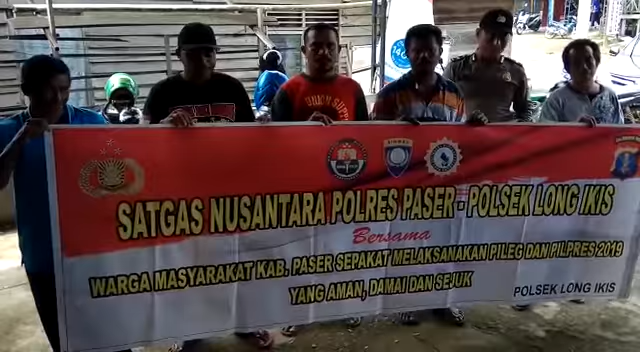 SATGAS NUSANTARA POLRES PASER - POLSEK LONG IKIS
Bersama
WARGA MASYARAKAT KAB. PASER SEPAKAT MELAKSANAKAN PILEG DAN PILPRES 2019
YANG AMAN, DAMAI DAN SEJUK
POLSEK LONG IKIS